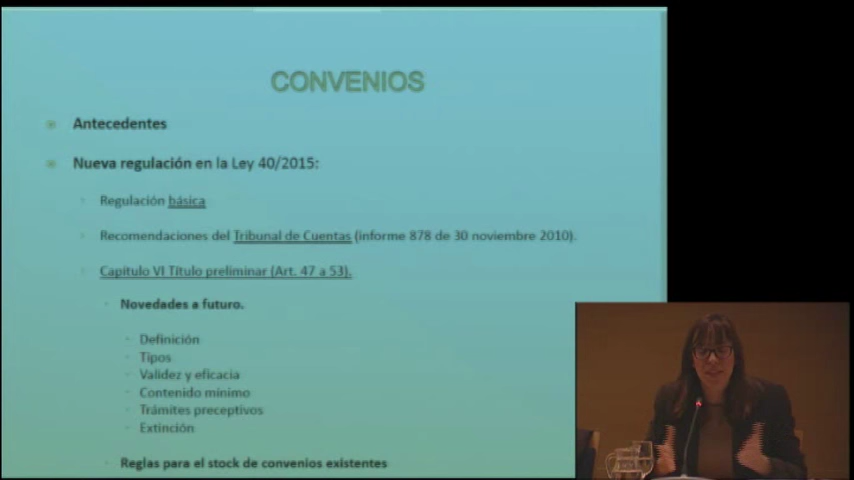 CONVENIOS
Antecedentes
Nueva regulación en la Ley 40/2015:
Regulación básica
Recomendaciones del Tribunal de Cuentas (informe 878 de 30 noviembre 2010).
Capítulo VI Título preliminar (Art. 47 a 53).
Novedades a futuro.
Definición
Tipos
Validez y eficacia
Contenido mínimo
Trámites preceptivos
Extinción
Reglas para el stock de convenios existentes